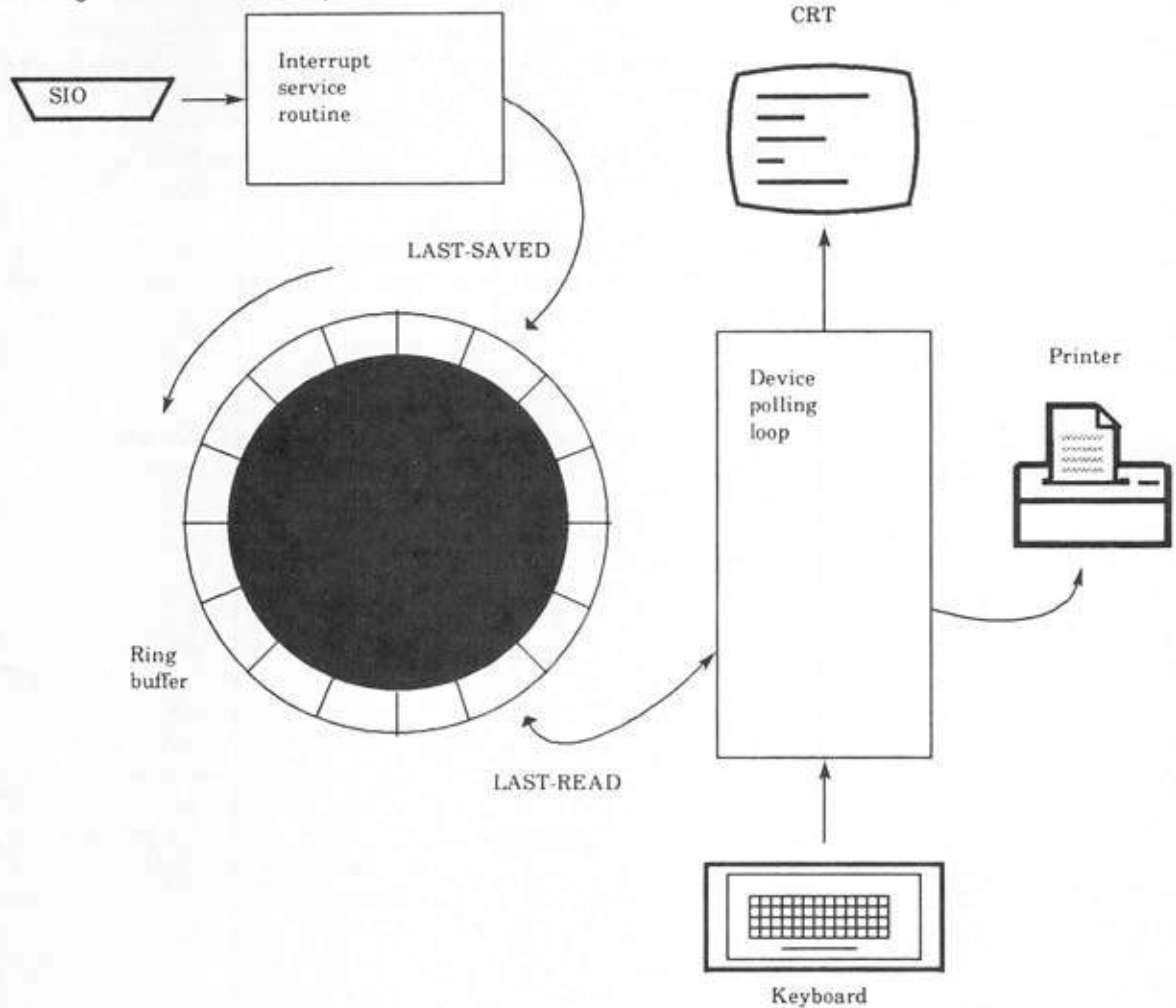 CRT
SIO
Interrupt
service
routine
LAST-SAVED
Device
polling
loop
Printer
Ring
buffer
LAST-READ
Keyboard